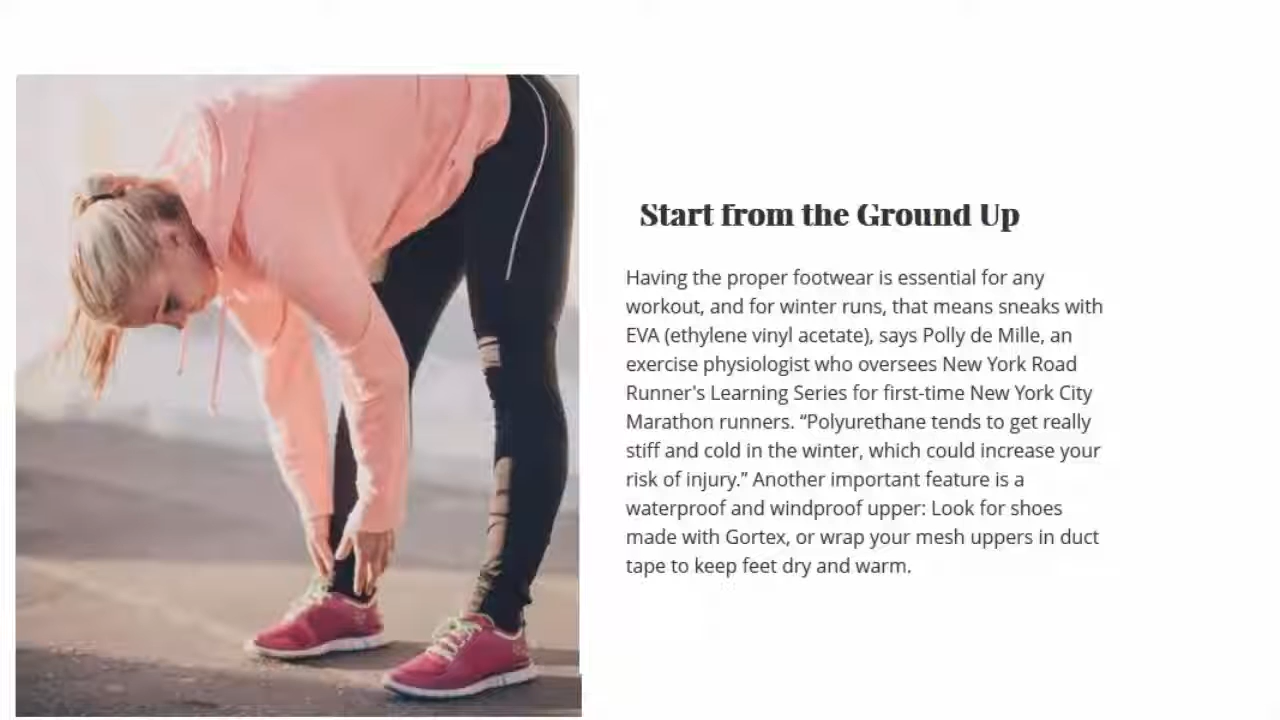 Start from the Ground Up
Having the proper footwear is essential for any
workout, and for winter runs, that means sneaks with
EVA (ethylene vinyl acetate), says Polly de Mille, an
exercise physiologist who oversees New York Road
Runner's Learning Series for first-time New York City
Marathon runners. “Polyurethane tends to get really
stiff and cold in the winter, which could increase your
risk of injury.” Another important feature is a
waterproof and windproof upper: Look for shoes
made with Gortex, or wrap your mesh uppers in duct
tape to keep feet dry and warm.